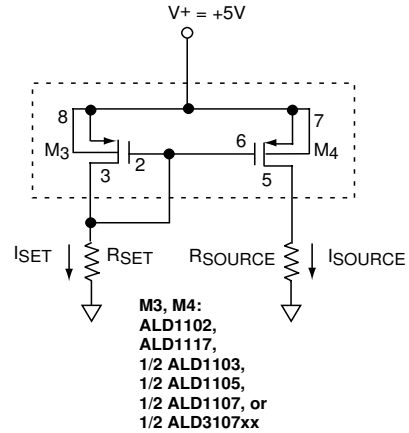 V+ = +5V
8
7
M3
2
6
M4
3
5
ISET
RSET
RSOURCE
ISOURCE
M3, M4:
ALD1102,
ALD1117,
1/2 ALD1103,
1/2 ALD1105,
1/2 ALD1107, or
1/2 ALD3107xx